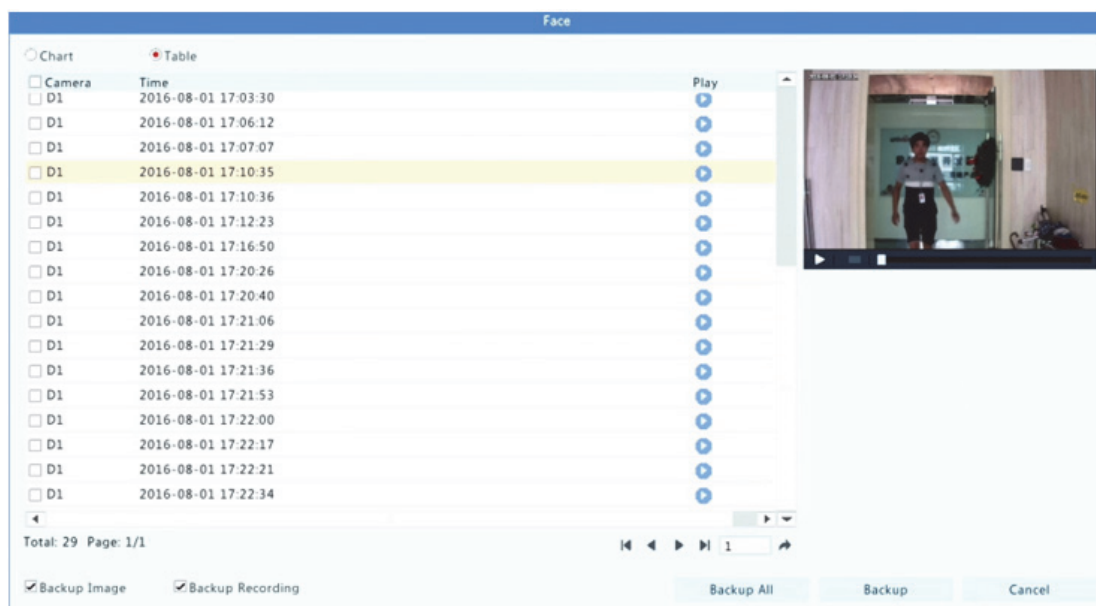 Face
Chart Table
Camera Time Play
D1 2016-08-01 17:03:30
D1 2016-08-01 17:06:12
D1 2016-08-01 17:07:07
D1 2016-08-01 17:10:35
D1 2016-08-01 17:10:36
D1 2016-08-01 17:12:23
D1 2016-08-01 17:16:50
D1 2016-08-01 17:20:26
D1 2016-08-01 17:20:40
D1 2016-08-01 17:21:06
D1 2016-08-01 17:21:29
D1 2016-08-01 17:21:36
D1 2016-08-01 17:21:53
D1 2016-08-01 17:22:00
D1 2016-08-01 17:22:17
D1 2016-08-01 17:22:21
D1 2016-08-01 17:22:34
Total: 29 Page: 1/1
1
Backup Image Backup Recording Backup All Backup Cancel